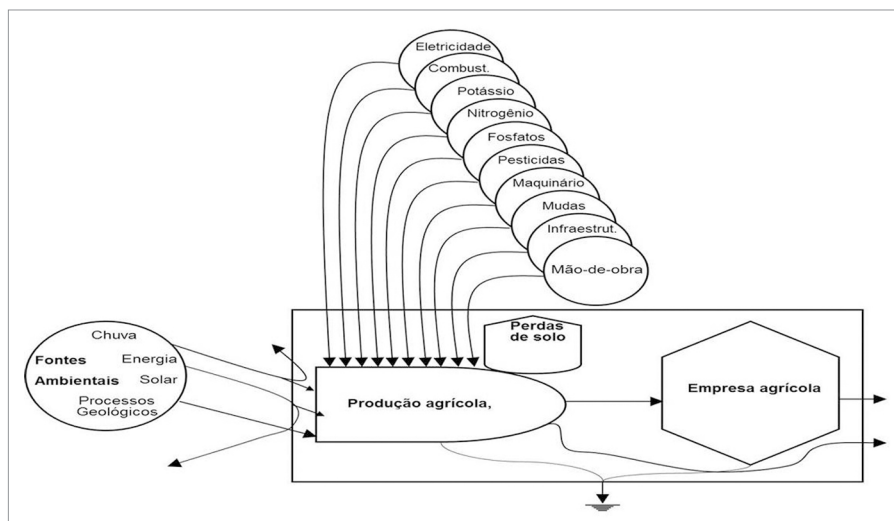 Eletricidade
Combust.
Potássio
Nitrogênio
Fosfatos
Pesticidas
Maquinário
Mudas
Infraestrut.
Mão-de-obra
Chuva
Fontes Energia
Ambientais Solar
Processos
Geológicos
Perdas
de solo
Produção agrícola,
Empresa agrícola